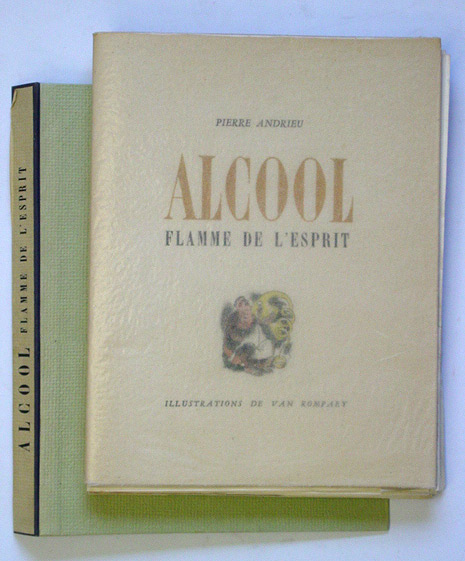 PIERRE ANDRIEU
ALCOOL
FLAMME DE L'ESPRIT
ILLUSTRATIONS DE VAN ROMPAEY
ALCOOL FLAMME DE L'ESPRIT